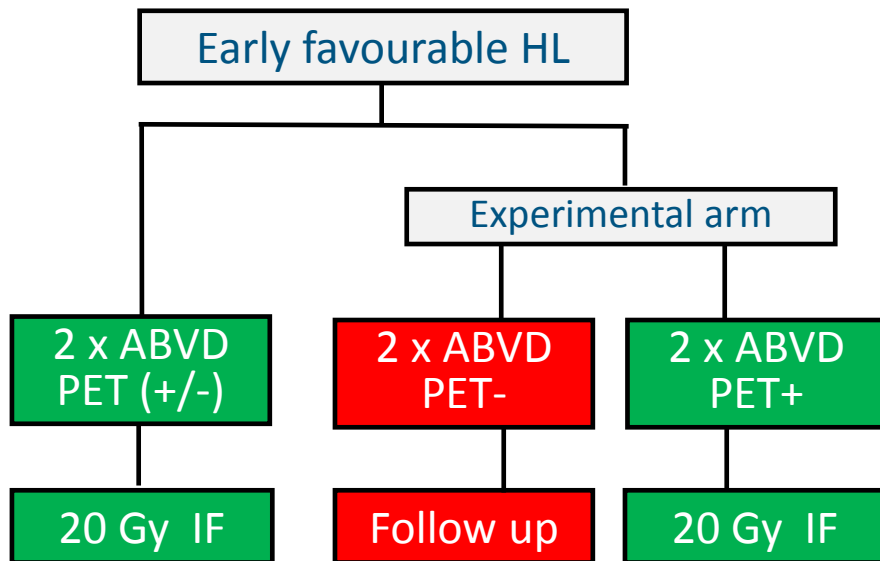 Early favourable HL
Experimental arm
2 x ABVD
PET (+/-)
2 x ABVD
PET-
2 x ABVD
PET+
20 Gy IF
Follow up
20 Gy IF